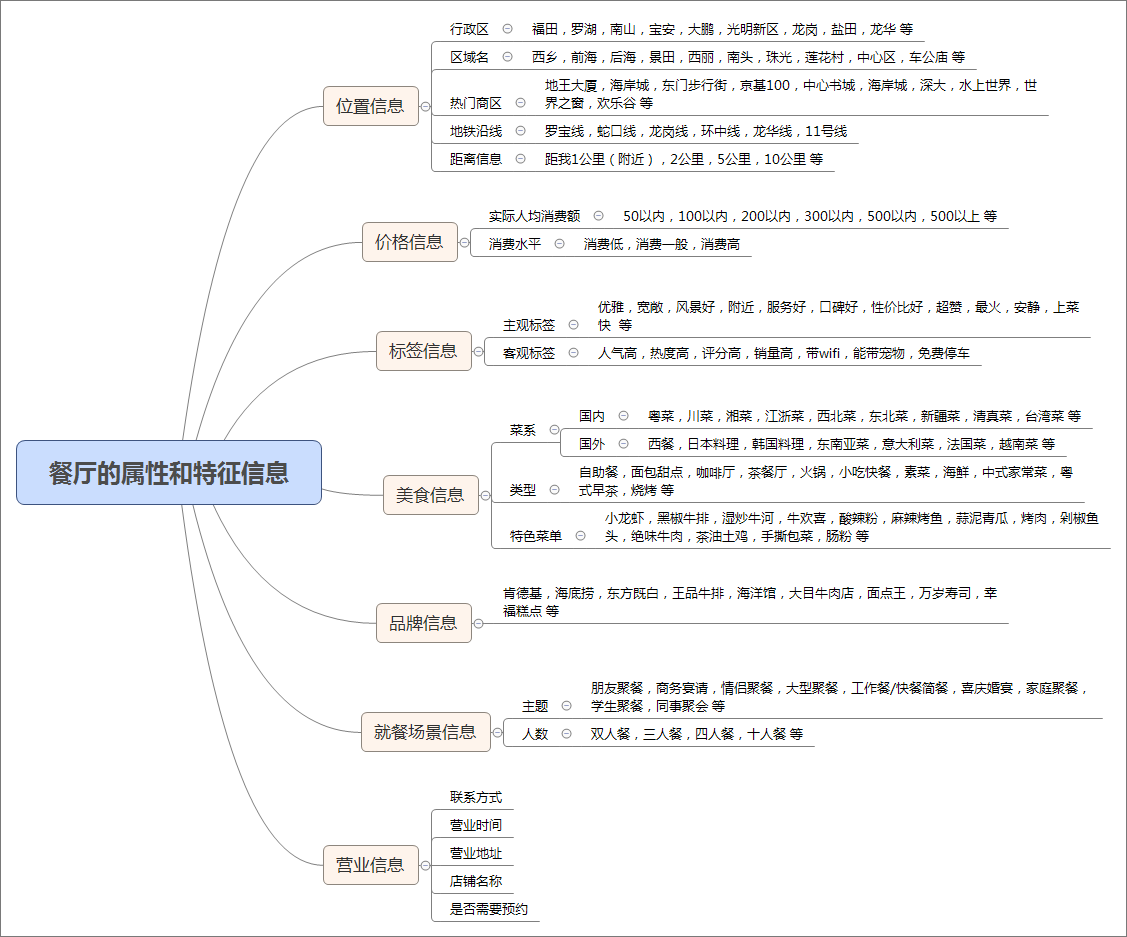 餐厅的属性和特征信息
位置信息
行政区
福田，罗湖，南山，宝安，大鹏，光明新区，龙岗，盐田，龙华 等
区域名
西乡，前海，后海，景田，西丽，南头，珠光，莲花村，中心区，车公庙 等
热门商区
地王大厦，海岸城，东门步行街，京基100，中心书城，海岸城，深大，水上世界，世
界之窗，欢乐谷 等
地铁沿线
罗宝线，蛇口线，龙岗线，环中线，龙华线，11号线
距离信息
距我1公里（附近），2公里，5公里，10公里 等
价格信息
实际人均消费额
50以内，100以内，200以内，300以内，500以内，500以上 等
消费水平
消费低，消费一般，消费高
标签信息
主观标签
优雅，宽敞，风景好，附近，服务好，口碑好，性价比好，超赞，最火，安静，上菜
快 等
客观标签
人气高，热度高，评分高，销量高，带wifi，能带宠物，免费停车
美食信息
菜系
国内
粤菜，川菜，湘菜，江浙菜，西北菜，东北菜，新疆菜，清真菜，台湾菜 等
国外
西餐，日本料理，韩国料理，东南亚菜，意大利菜，法国菜，越南菜 等
类型
自助餐，面包甜点，咖啡厅，茶餐厅，火锅，小吃快餐，素菜，海鲜，中式家常菜，粤
式早茶，烧烤 等
特色菜单
小龙虾，黑椒牛排，湿炒牛河，牛欢喜，酸辣粉，麻辣烤鱼，蒜泥青瓜，烤肉，剁椒鱼
头，绝味牛肉，茶油土鸡，手撕包菜，肠粉 等
品牌信息
肯德基，海底捞，东方既白，王品牛排，海洋馆，大目牛肉店，面点王，万岁寿司，幸
福糕点 等
就餐场景信息
主题
朋友聚餐，商务宴请，情侣聚餐，大型聚餐，工作餐/快餐简餐，喜庆婚宴，家庭聚餐，
学生聚餐，同事聚会 等
人数
双人餐，三人餐，四人餐，十人餐 等
营业信息
联系方式
营业时间
营业地址
店铺名称
是否需要预约